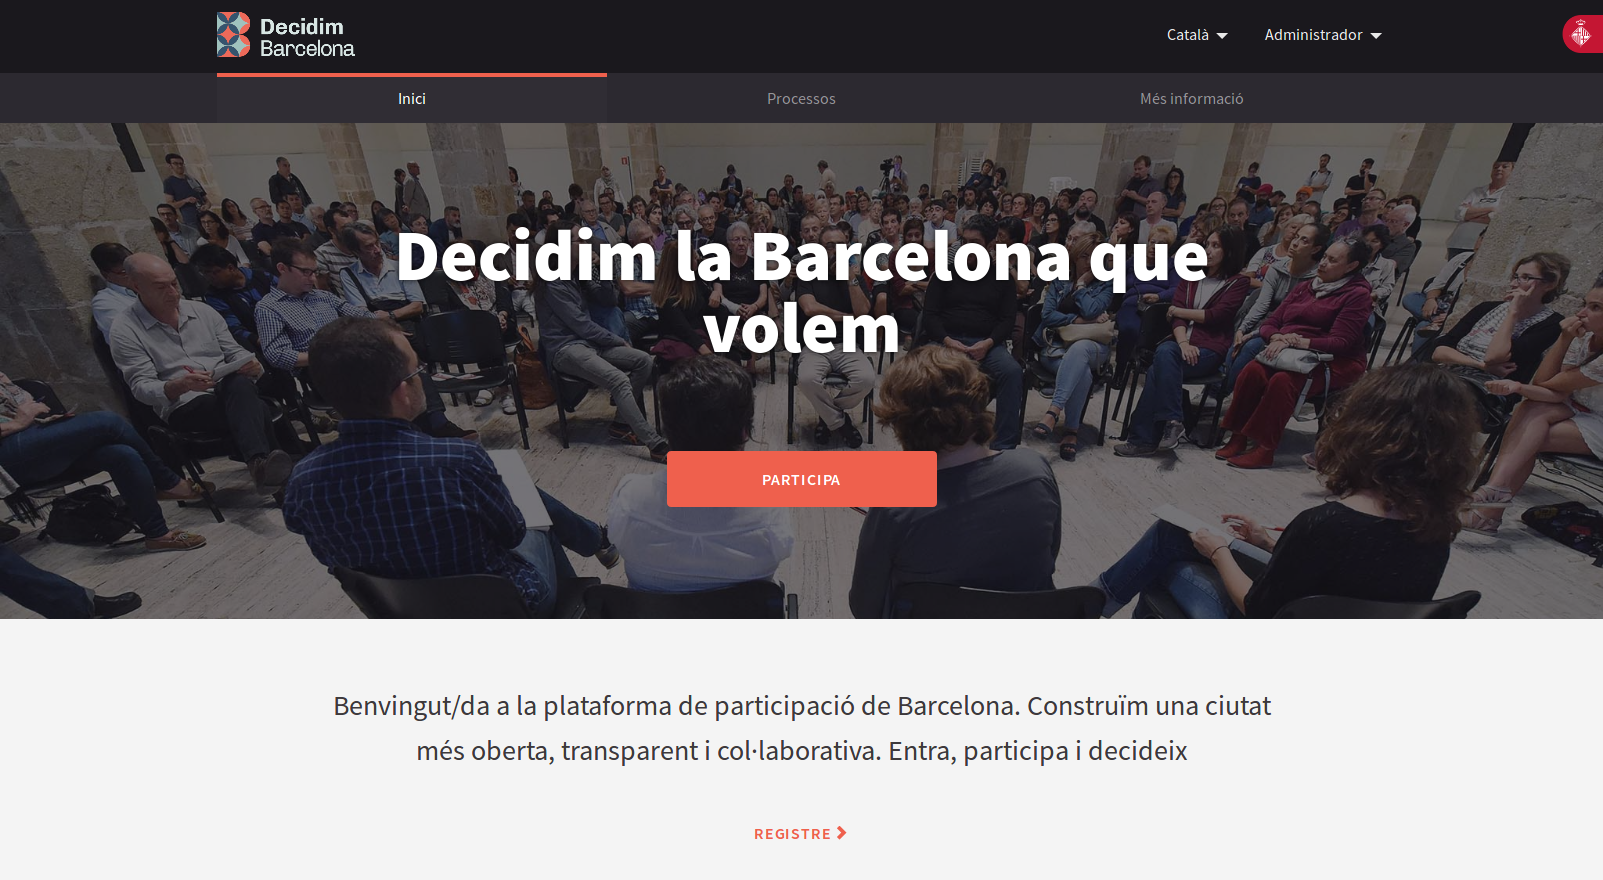 Decidim
Barcelona
Català
Administrador
Inici
Processos
Més informació
Decidim la Barcelona que
volem
PARTICIPA
Benvingut/da a la plataforma de participació de Barcelona. Construïm una ciutat
més oberta, transparent i col·laborativa. Entra, participa i decideix
REGISTRE